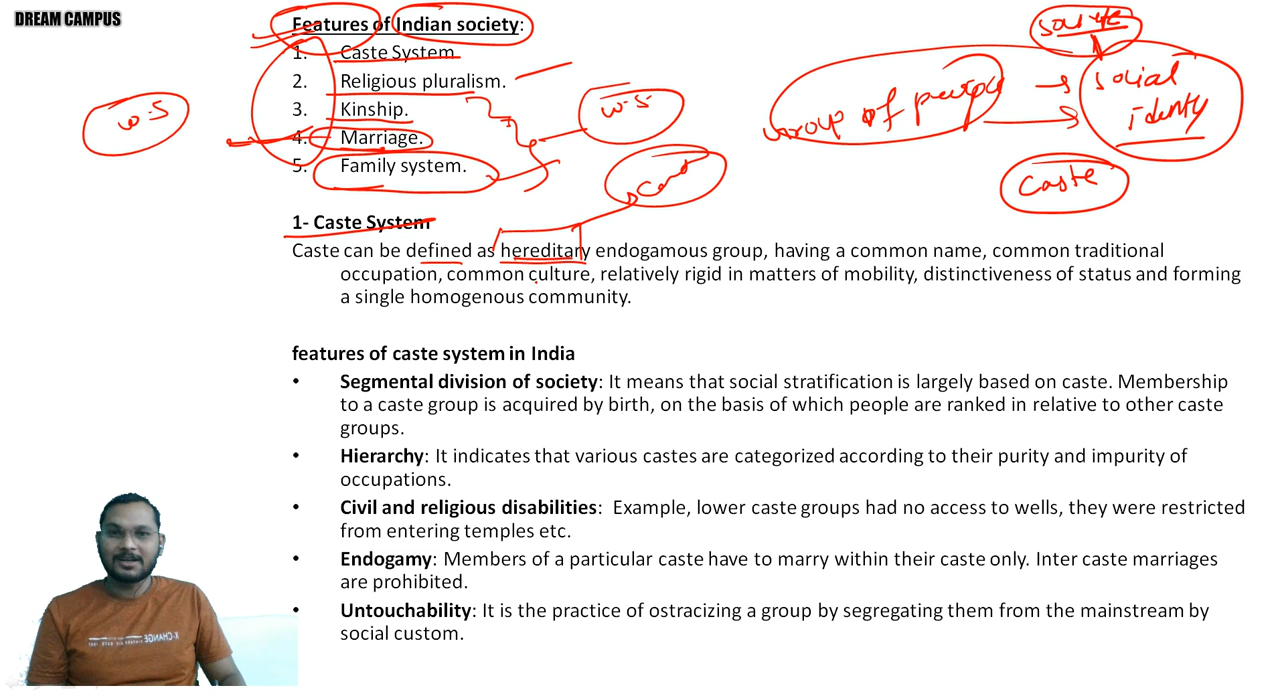 DREAM CAMPUS
Features of Indian society:
1. Caste System
2. Religious pluralism.
3. Kinship.
4. Marriage.
5. Family system.
w-s
w-s
Group of people
social
identy
Caste
1- Caste System
Caste can be defined as hereditary endogamous group, having a common name, common traditional
occupation, common culture, relatively rigid in matters of mobility, distinctiveness of status and forming
a single homogenous community.
features of caste system in India
• Segmental division of society: It means that social stratification is largely based on caste. Membership
to a caste group is acquired by birth, on the basis of which people are ranked in relative to other caste
groups.
• Hierarchy: It indicates that various castes are categorized according to their purity and impurity of
occupations.
• Civil and religious disabilities: Example, lower caste groups had no access to wells, they were restricted
from entering temples etc.
• Endogamy: Members of a particular caste have to marry within their caste only. Inter caste marriages
are prohibited.
• Untouchability: It is the practice of ostracizing a group by segregating them from the mainstream by
social custom.